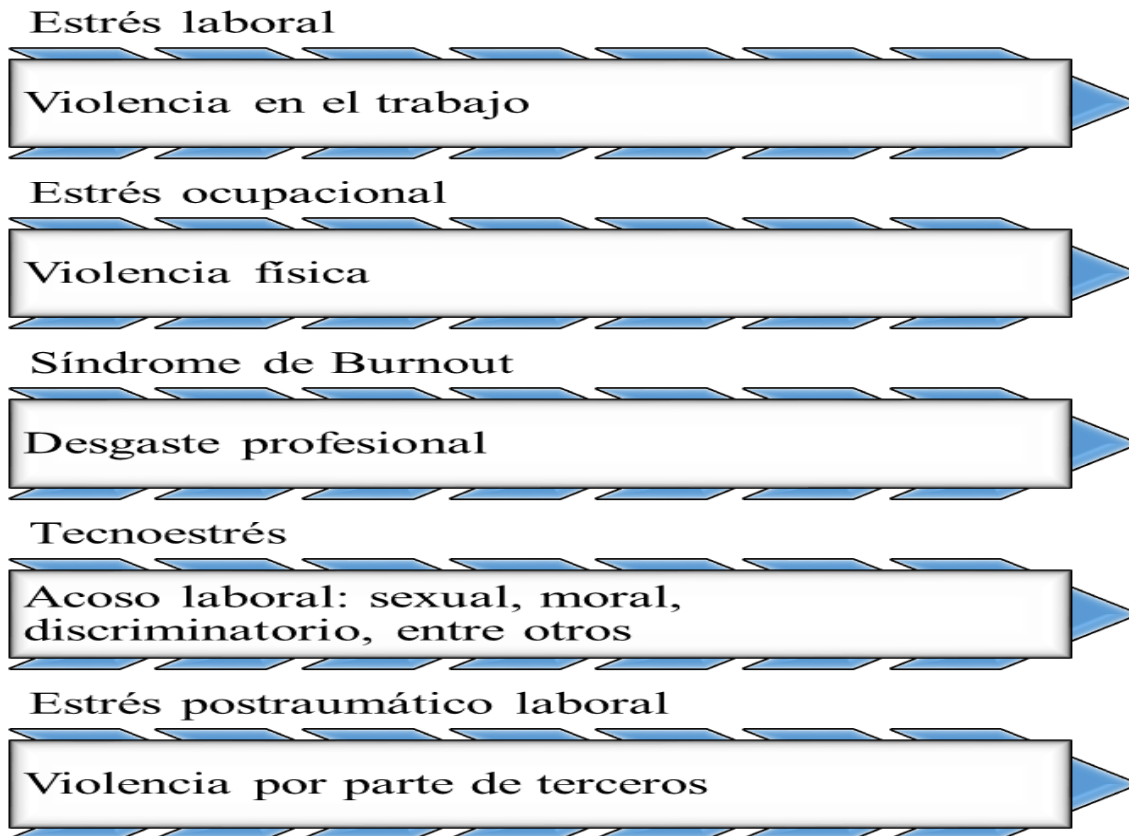 Estrés laboral
Violencia en el trabajo
Estrés ocupacional
Violencia física
Síndrome de Burnout
Desgaste profesional
Tecnoestrés
Acoso laboral: sexual, moral,
discriminatorio, entre otros
Estrés postraumático laboral
Violencia por parte de terceros